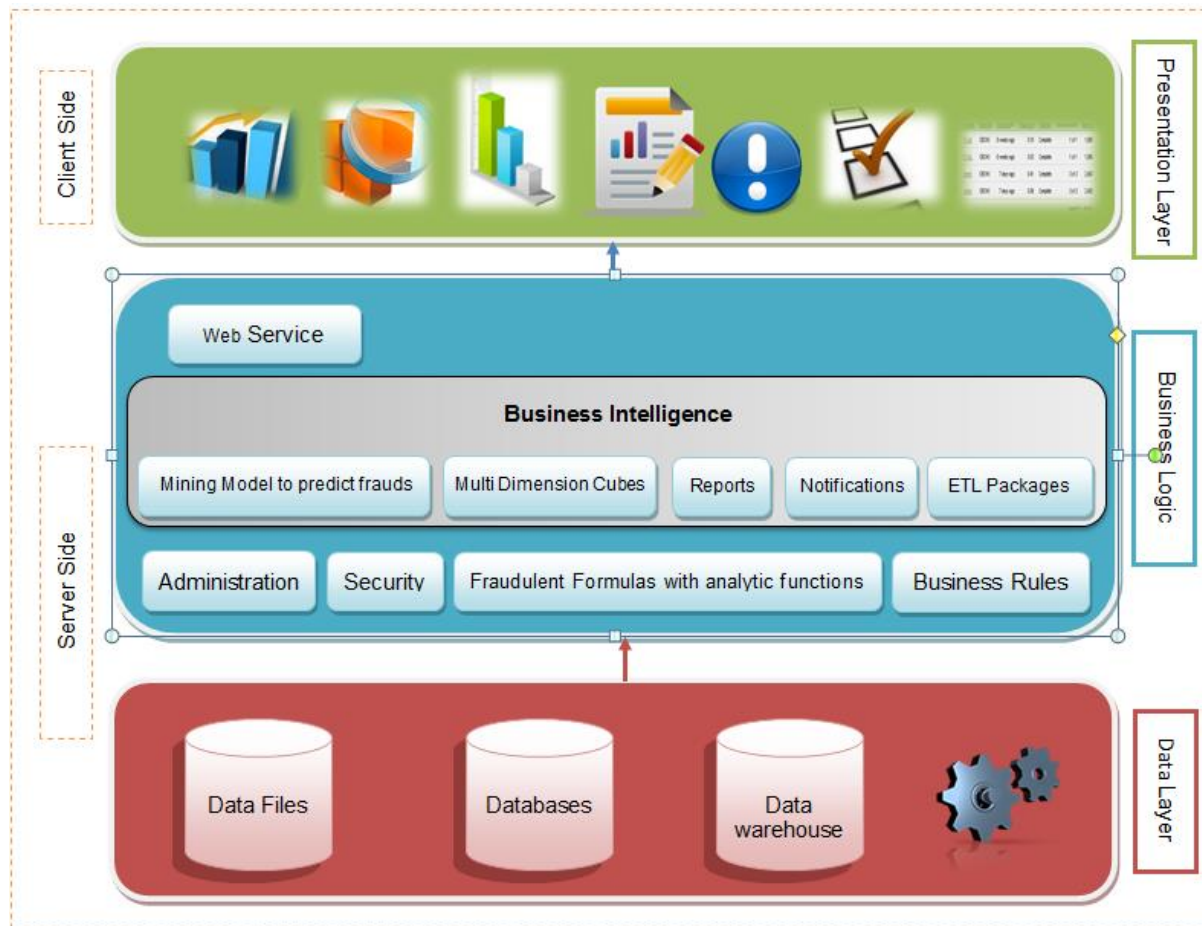 Client Side
Presentation Layer
Web Service
Business Intelligence
Mining Model to predict frauds
Multi Dimension Cubes
Reports
Notifications
ETL Packages
Business Logic
Server Side
Administration
Security
Fraudulent Formulas with analytic functions
Business Rules
Data Files
Databases
Data
warehouse
Data Layer